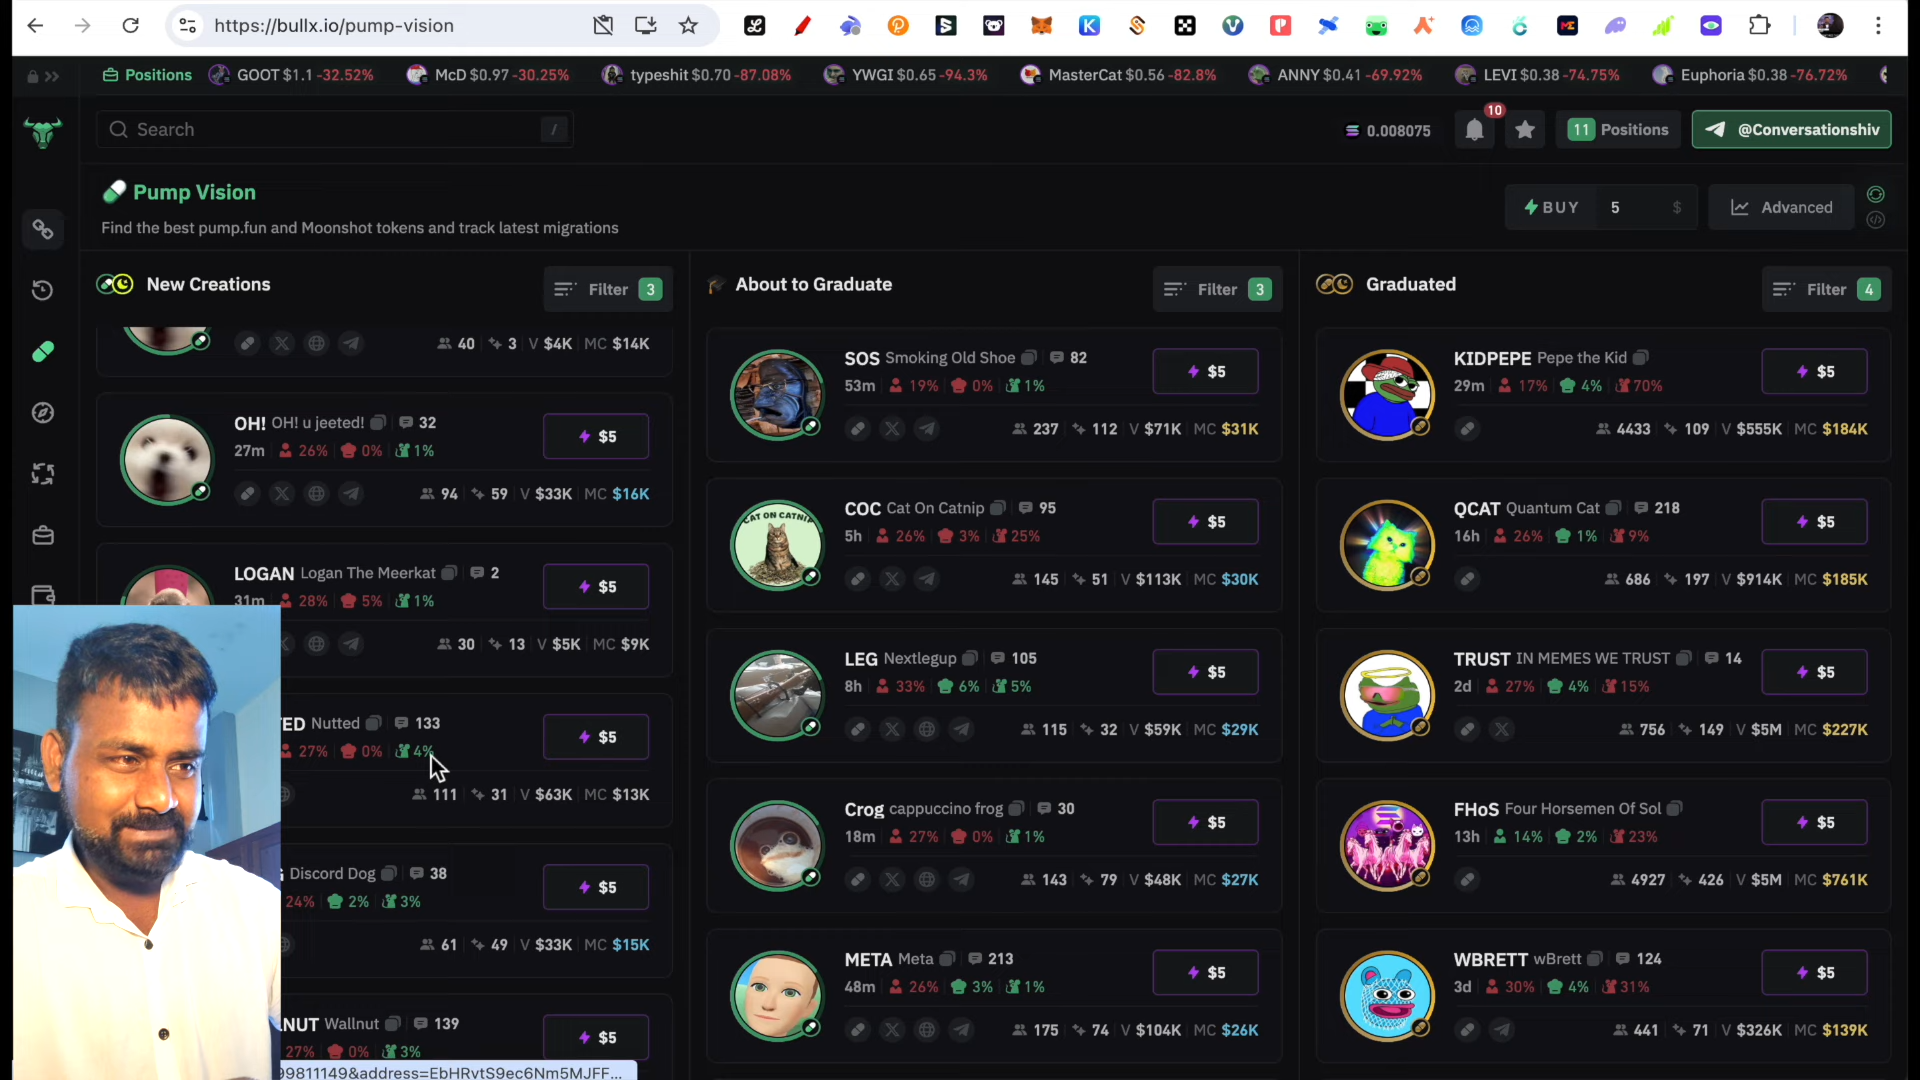 https://bullx.io/pump-vision
Positions GOOT $1.1 -32.52% McD $0.97 -30.25% typeshit $0.70 -87.08% YWGI $0.65 -94.3% MasterCat $0.56 -82.8% ANNY $0.41 -69.92% LEVI $0.38 -74.75% Euphoria $0.38 -76.72%
Search / 0.008075 10 11 Positions @Conversationshiv
Pump Vision
Find the best pump.fun and Moonshot tokens and track latest migrations
BUY 5 $ Advanced
New Creations Filter 3
40 3 V $4K MC $14K
OH! OH! u jeeted! 32
27m 26% 0% 1%
$5
94 59 V $33K MC $16K
LOGAN Logan The Meerkat 2
31m 28% 5% 1%
$5
30 13 V $5K MC $9K
TED Nutted 133
27% 0% 4%
$5
111 31 V $63K MC $13K
Discord Dog 38
24% 2% 3%
$5
61 49 V $33K MC $15K
LNUT Wallnut 139
27% 0% 3%
$5
99811149&address=EbHRvtS9ec6Nm5MJFF...
About to Graduate Filter 3
SOS Smoking Old Shoe 82
53m 19% 0% 1%
$5
237 112 V $71K MC $31K
CAT ON CATNIP
COC Cat On Catnip 95
5h 26% 3% 25%
$5
145 51 V $113K MC $30K
LEG Nextlegup 105
8h 33% 6% 5%
$5
115 32 V $59K MC $29K
Crog cappuccino frog 30
18m 27% 0% 1%
$5
143 79 V $48K MC $27K
META Meta 213
48m 26% 3% 1%
$5
175 74 V $104K MC $26K
Graduated Filter 4
KIDPEPE Pepe the Kid
29m 17% 4% 70%
$5
4433 109 V $555K MC $184K
QCAT Quantum Cat 218
16h 26% 1% 9%
$5
686 197 V $914K MC $185K
TRUST IN MEMES WE TRUST 14
2d 27% 4% 15%
$5
756 149 V $5M MC $227K
FHoS Four Horsemen Of Sol
13h 14% 2% 23%
$5
4927 426 V $5M MC $761K
WBRETT wBrett 124
3d 30% 4% 31%
$5
441 71 V $326K MC $139K